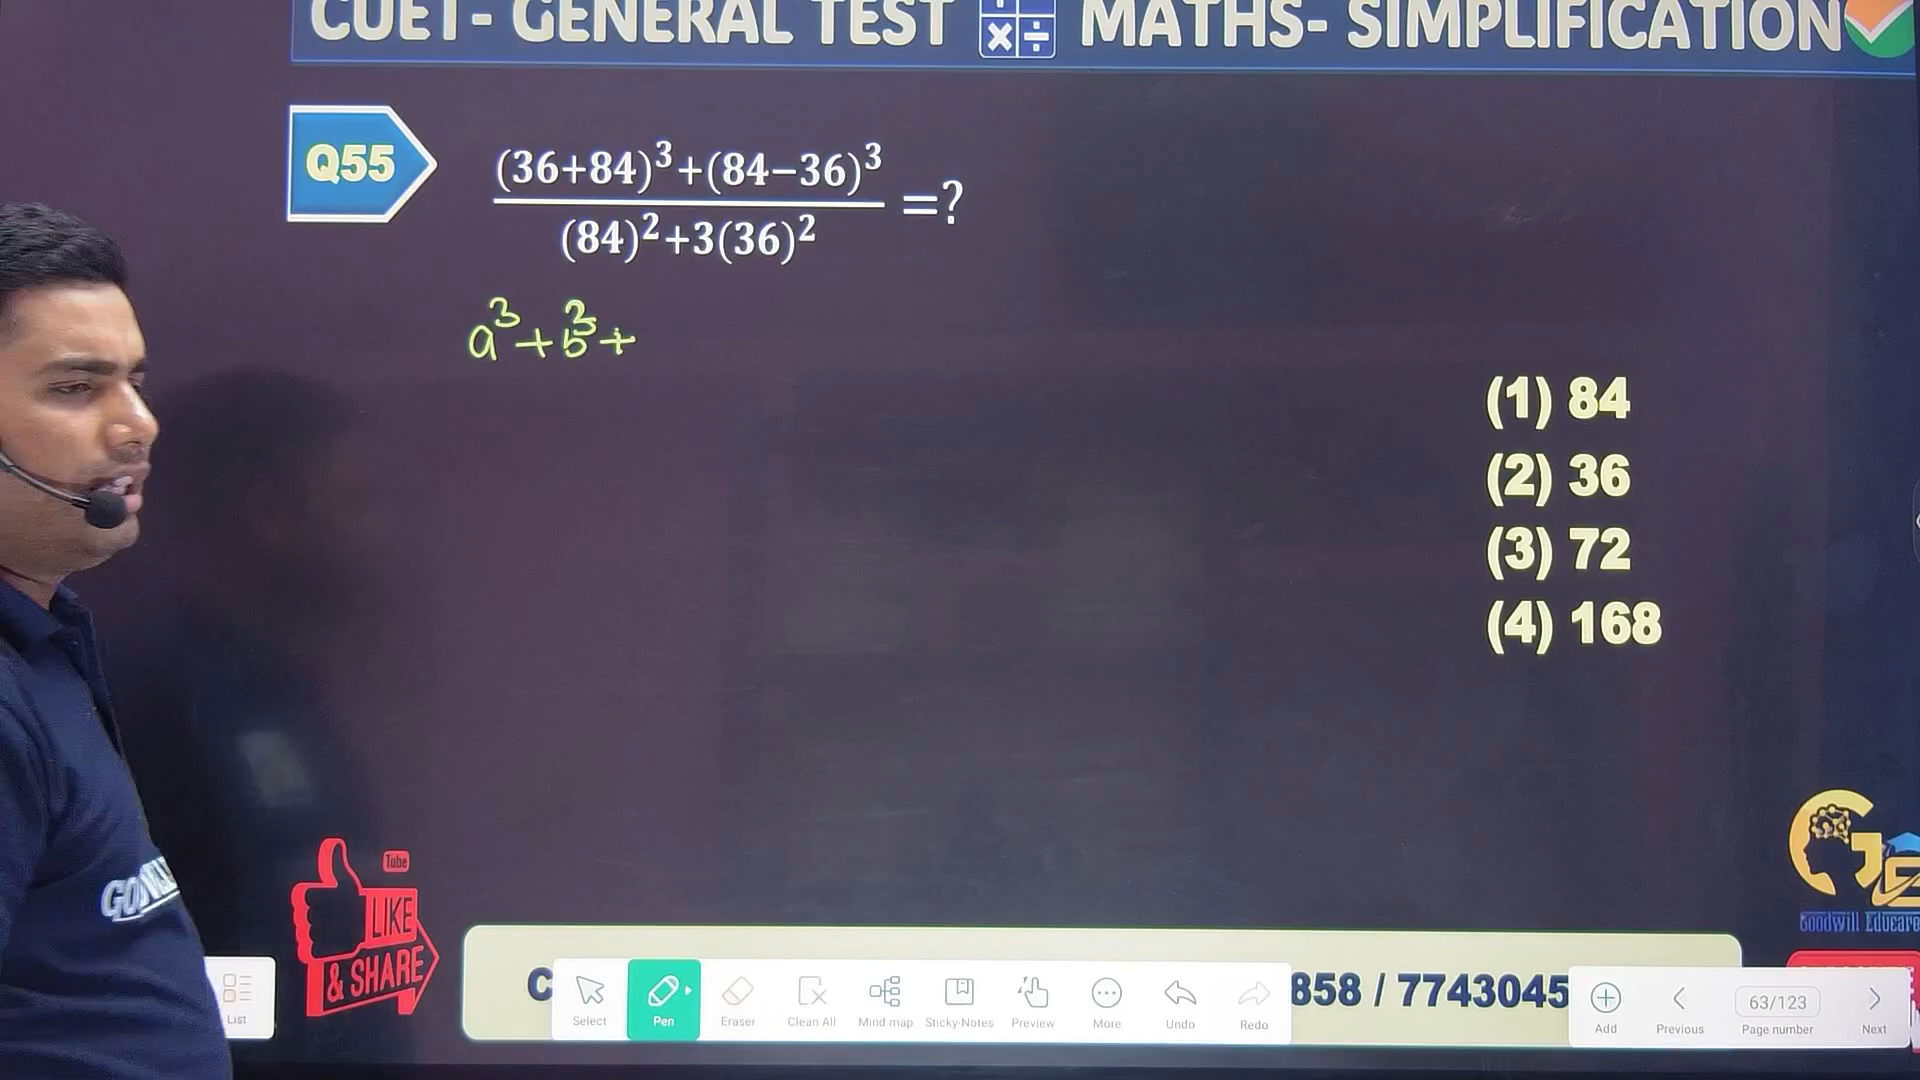 CUET- GENERAL TEST MATHS- SIMPLIFICATION
Q55
(36+84)³+(84−36)³
=?
(84)²+3(36)²
a³+b³+
(1) 84
(2) 36
(3) 72
(4) 168
Tube
LIKE
& SHARE
Goodwill Educare
858 / 7743045
List
Select Pen Eraser Clean All Mind map Sticky-Notes Preview More Undo Redo
Add Previous 63/123 Page number Next